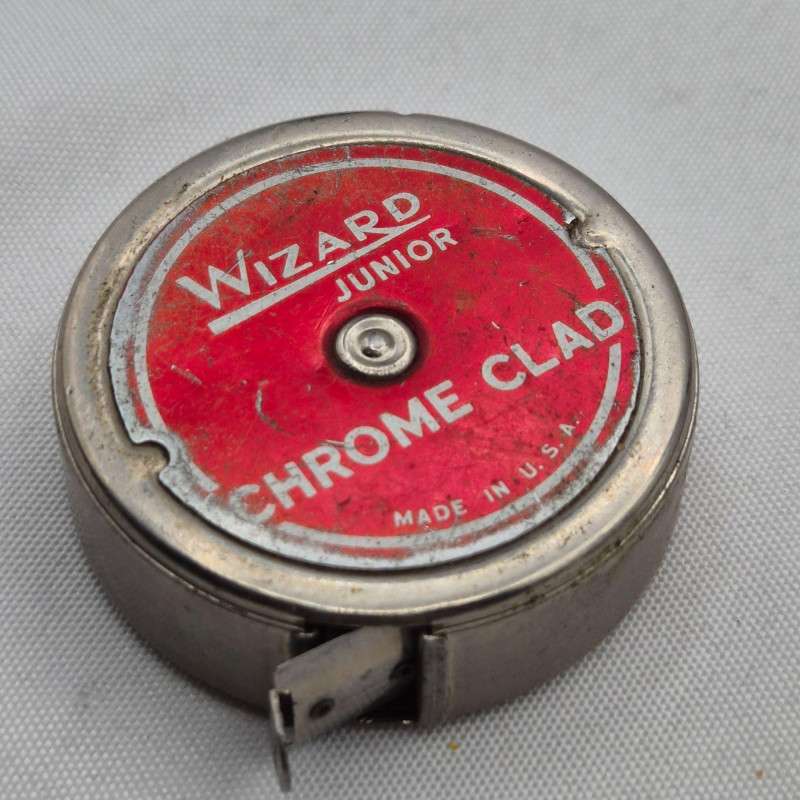 WIZARD
JUNIOR
CHROME CLAD
MADE IN U.S.A.